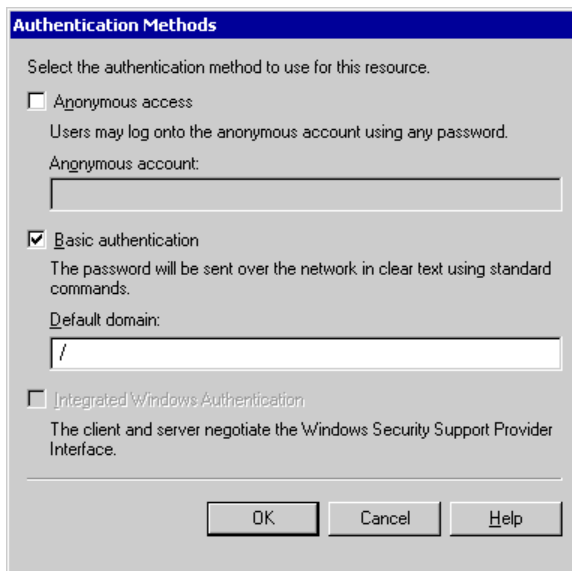 Authentication Methods
Select the authentication method to use for this resource.
Anonymous access
Users may log onto the anonymous account using any password.
Anonymous account:
Basic authentication
The password will be sent over the network in clear text using standard
commands.
Default domain:
/
Integrated Windows Authentication
The client and server negotiate the Windows Security Support Provider
Interface.
OK Cancel Help